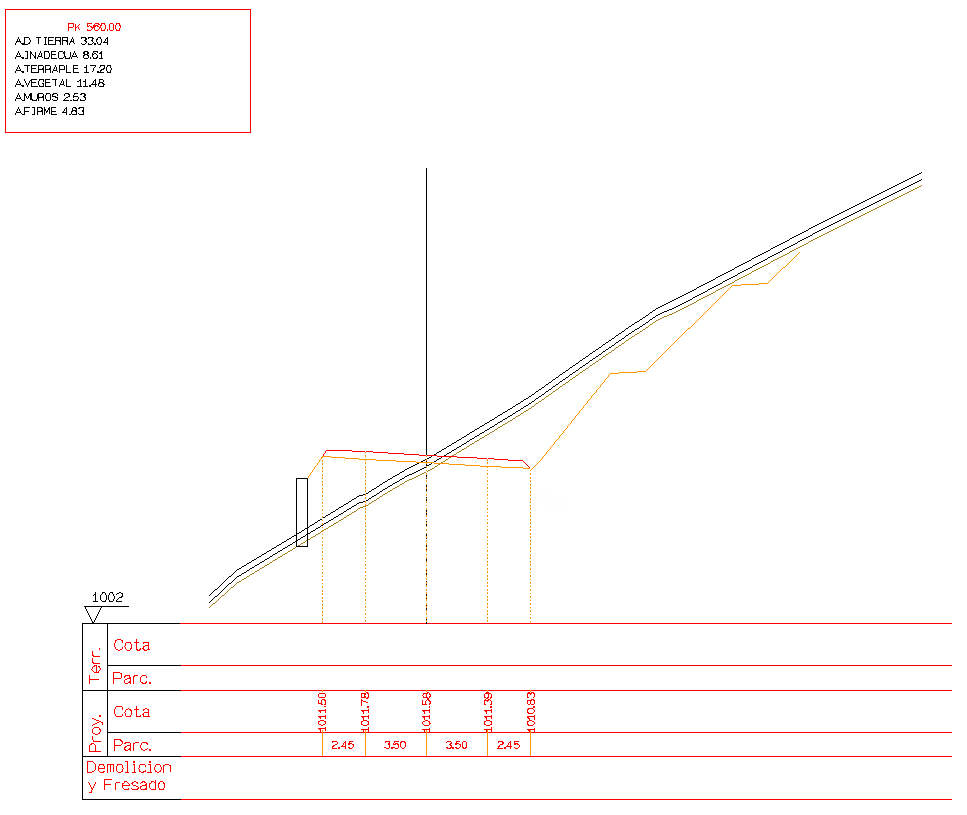 PK 560.00
A.D TIERRA 33.04
A.INADECUA 8.61
A.TERRAPLE 17.20
A.VEGETAL 11.48
A.MUROS 2.53
A.FIRME 4.83
1002
Terr.
Cota
Parc.
Proy.
Cota
1011.50 1011.78 1011.58 1011.39 1010.83
Parc.
2.45 3.50 3.50 2.45
Demolicion
y Fresado